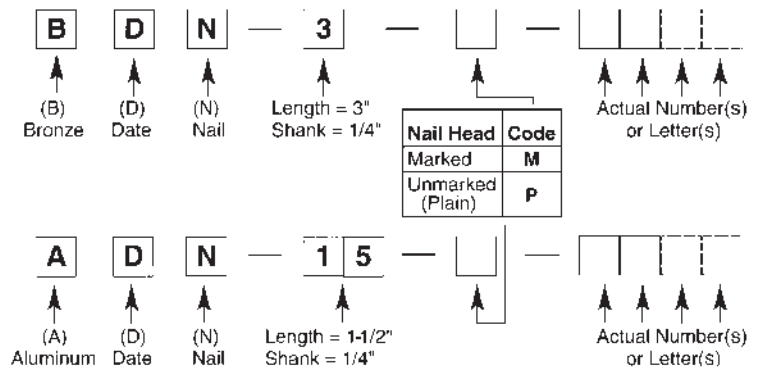 B D N — 3 — —
(B) (D) (N) Length = 3" Actual Number(s)
Bronze Date Nail Shank = 1/4" or Letter(s)
Nail Head Code
Marked M
Unmarked
(Plain) P
A D N — 1 5 — —
(A) (D) (N) Length = 1-1/2" Actual Number(s)
Aluminum Date Nail Shank = 1/4" or Letter(s)